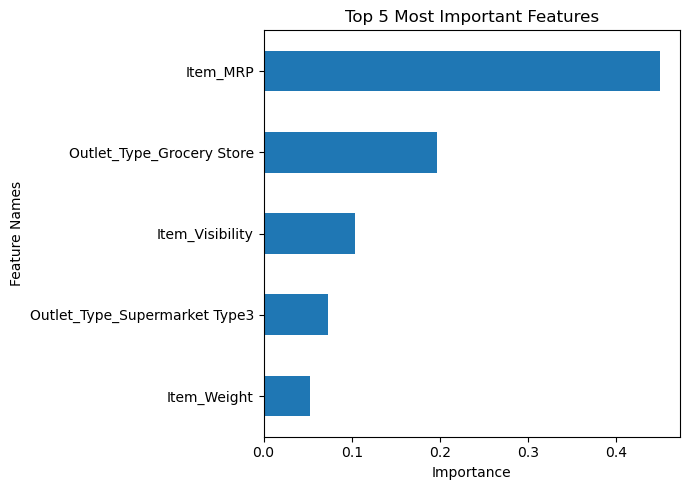 Top 5 Most Important Features
Feature Names
Item_MRP
Outlet_Type_Grocery Store
Item_Visibility
Outlet_Type_Supermarket Type3
Item_Weight
0.0 0.1 0.2 0.3 0.4
Importance